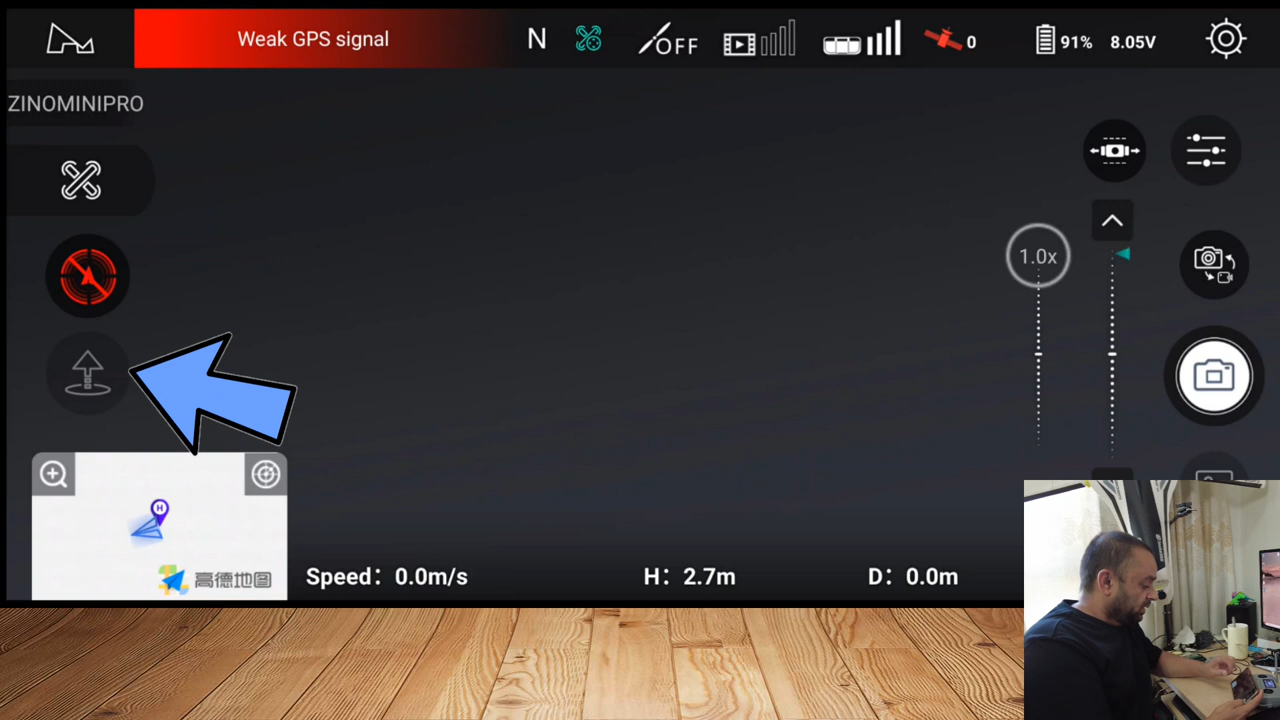 Weak GPS signal
N
OFF
0
91%
8.05V
ZINOMINIPRO
1.0x
H
高德地图
Speed: 0.0m/s
H: 2.7m
D: 0.0m